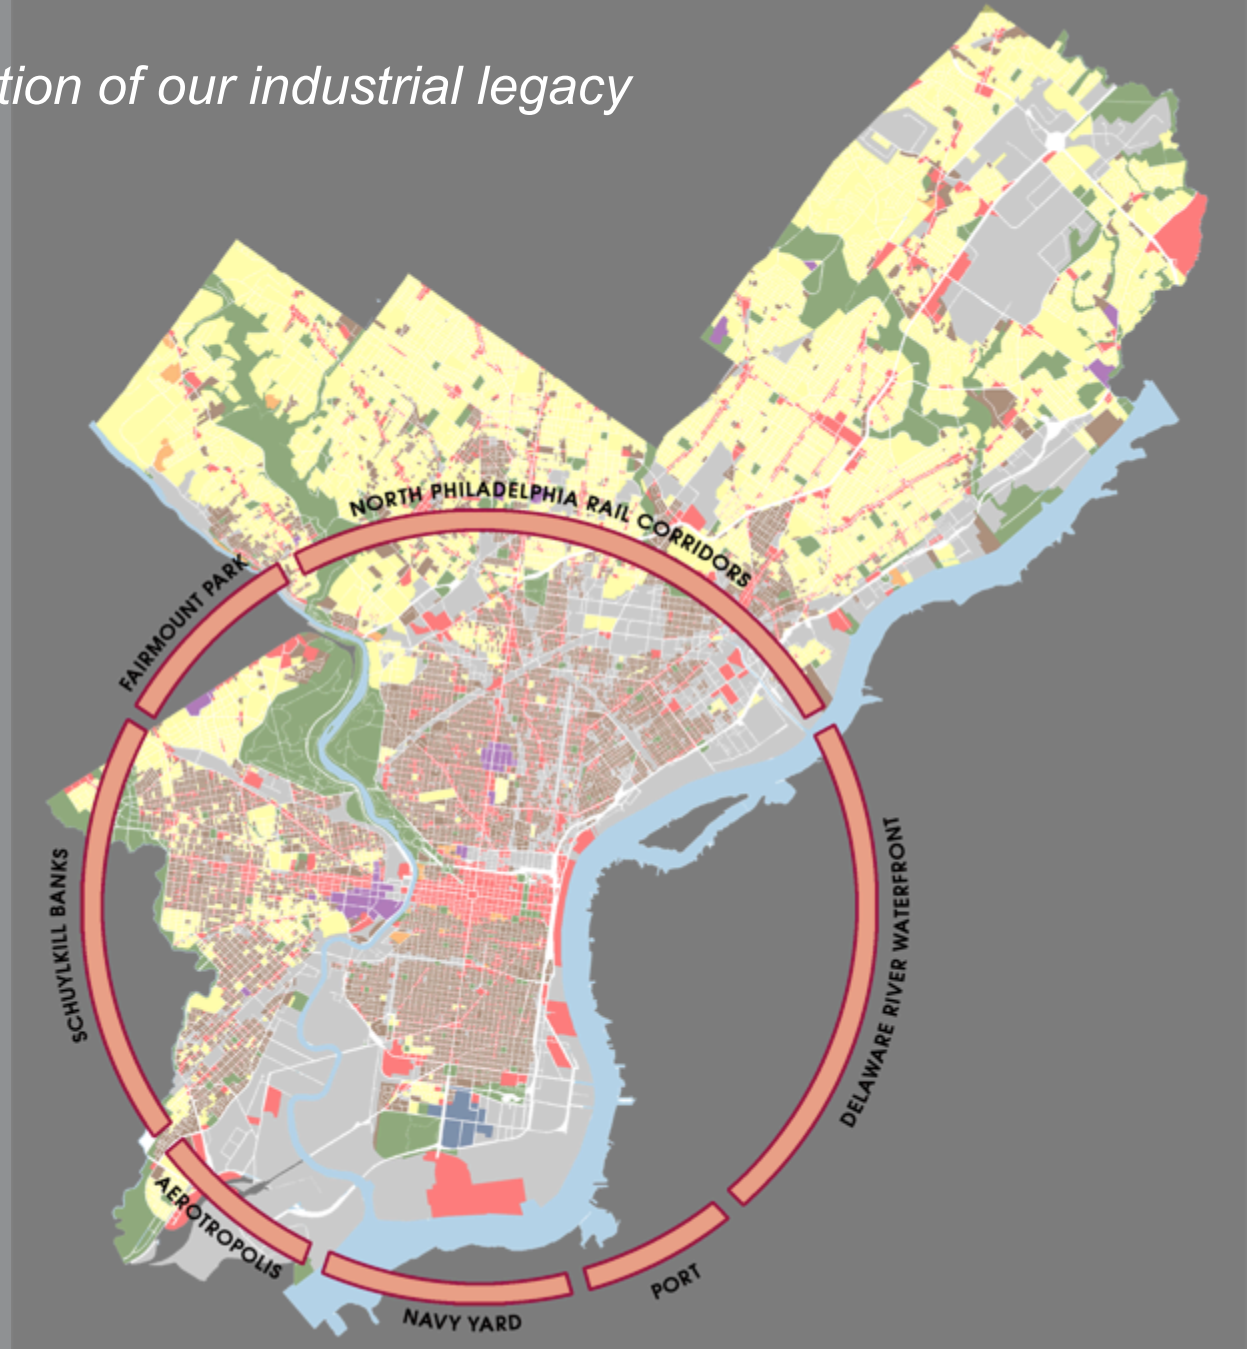 tion of our industrial legacy
NORTH PHILADELPHIA RAIL CORRIDORS
FAIRMOUNT PARK
SCHUYLKILL BANKS
DELAWARE RIVER WATERFRONT
AEROTROPOLIS
PORT
NAVY YARD